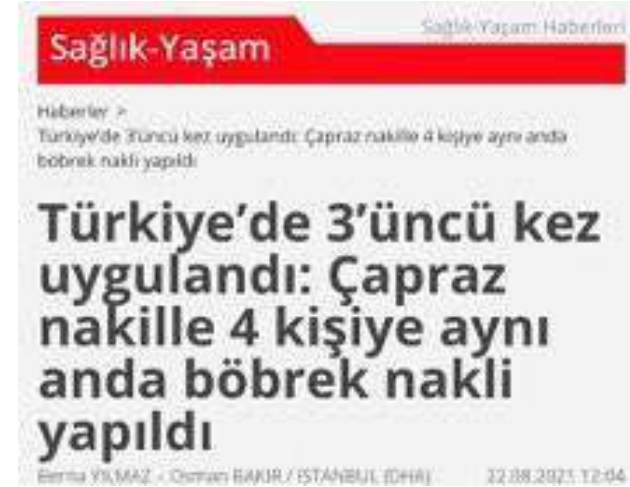 Sağlık-Yaşam Haberleri
Sağlık-Yaşam
Haberler >
Türkiye'de 3'üncü kez uygulandı: Çapraz nakille 4 kişiye aynı anda
böbrek nakli yapıldı
Türkiye’de 3’üncü kez
uygulandı: Çapraz
nakille 4 kişiye aynı
anda böbrek nakli
yapıldı
Berna YILMAZ - Osman BAKIR / İSTANBUL (DHA) 22.08.2021 12:04